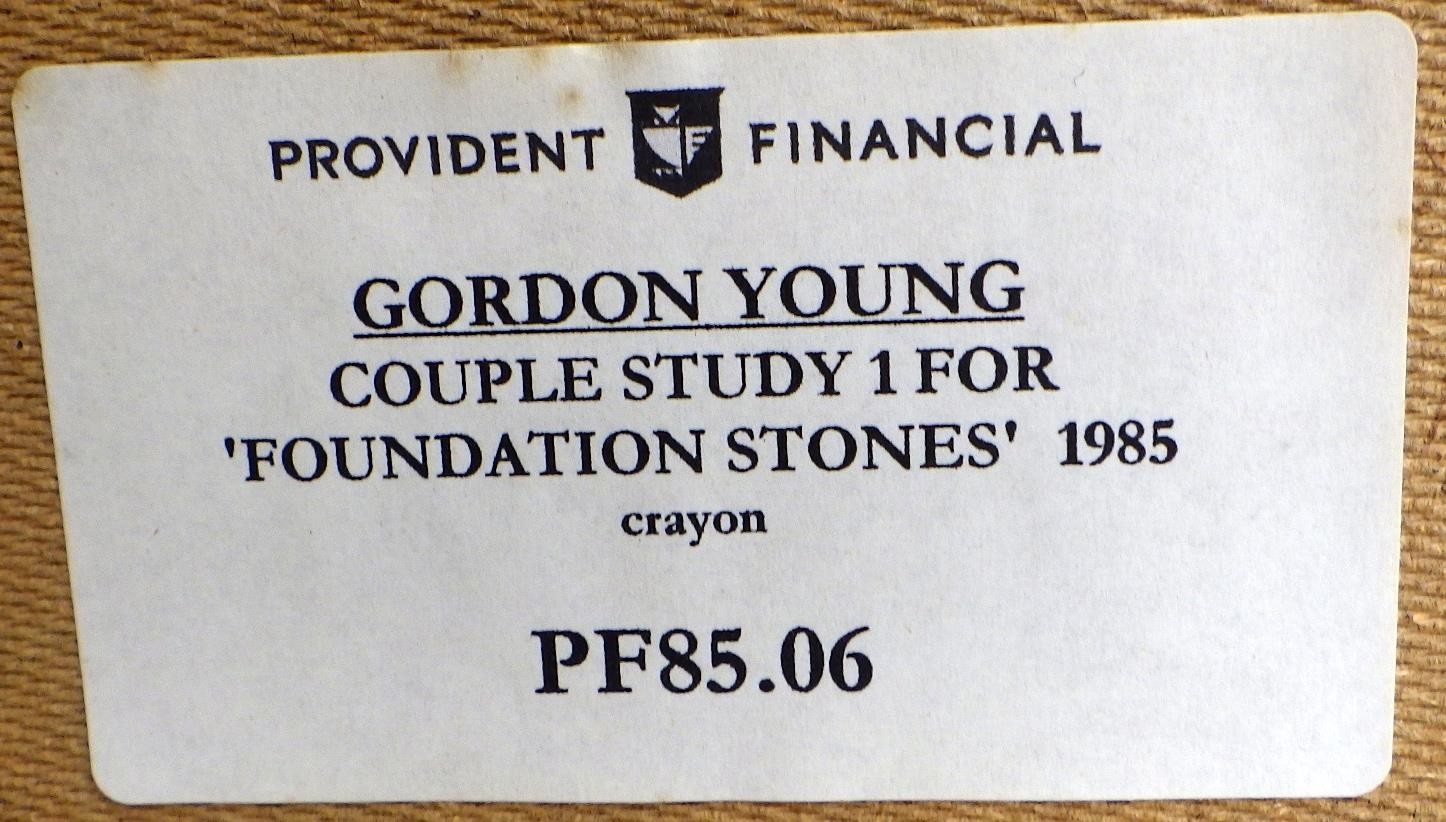 PROVIDENT FINANCIAL
GORDON YOUNG
COUPLE STUDY 1 FOR
'FOUNDATION STONES' 1985
crayon
PF85.06